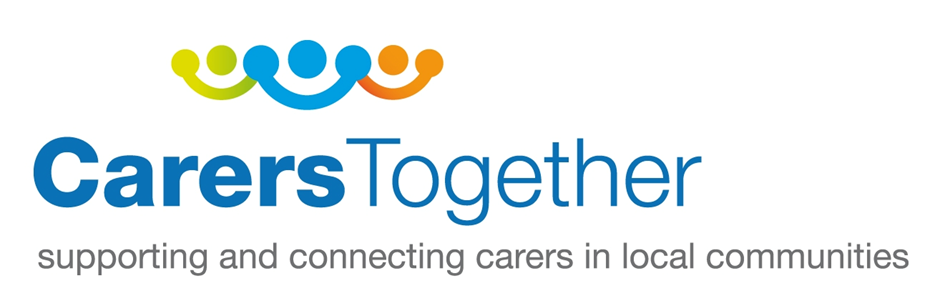 CarersTogether
supporting and connecting carers in local communities